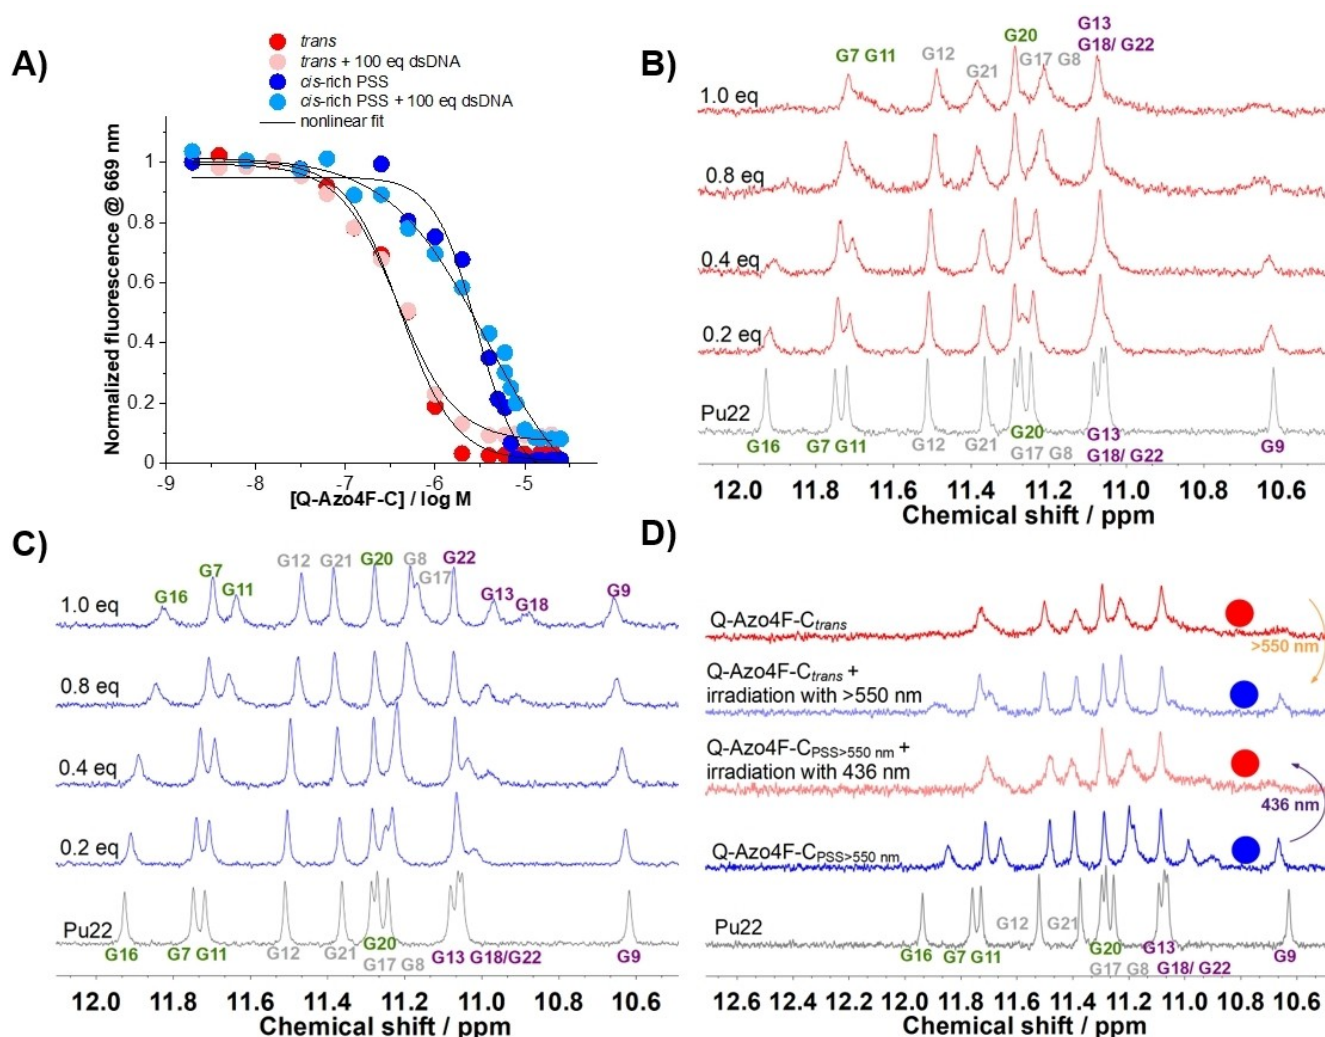 A)
trans
trans + 100 eq dsDNA
cis-rich PSS
cis-rich PSS + 100 eq dsDNA
nonlinear fit
Normalized fluorescence @ 669 nm
1
0.8
0.6
0.4
0.2
0
-9 -8 -7 -6 -5
[Q-Azo4F-C] / log M
B)
G7 G11 G12 G21 G20 G17 G8 G13
G18/ G22
1.0 eq
0.8 eq
0.4 eq
0.2 eq
Pu22
G16 G7 G11 G12 G21 G20 G13 G9
G17 G8 G18/ G22
12.0 11.8 11.6 11.4 11.2 11.0 10.8 10.6
Chemical shift / ppm
C)
G16 G7 G11 G12 G21 G20 G8 G17 G22 G13 G18 G9
1.0 eq
0.8 eq
0.4 eq
0.2 eq
Pu22
G16 G7 G11 G12 G21 G20 G13 G18/G22 G9
G17 G8
12.0 11.8 11.6 11.4 11.2 11.0 10.8 10.6
Chemical shift / ppm
D)
Q-Azo4F-Ctrans
>550 nm
Q-Azo4F-Ctrans +
irradiation with >550 nm
Q-Azo4F-CPSS>550 nm +
irradiation with 436 nm
436 nm
Q-Azo4F-CPSS>550 nm
Pu22
G12 G21
G16 G7 G11 G20 G13 G9
G17 G8 G18/ G22
12.6 12.4 12.2 12.0 11.8 11.6 11.4 11.2 11.0 10.8 10.6
Chemical shift / ppm